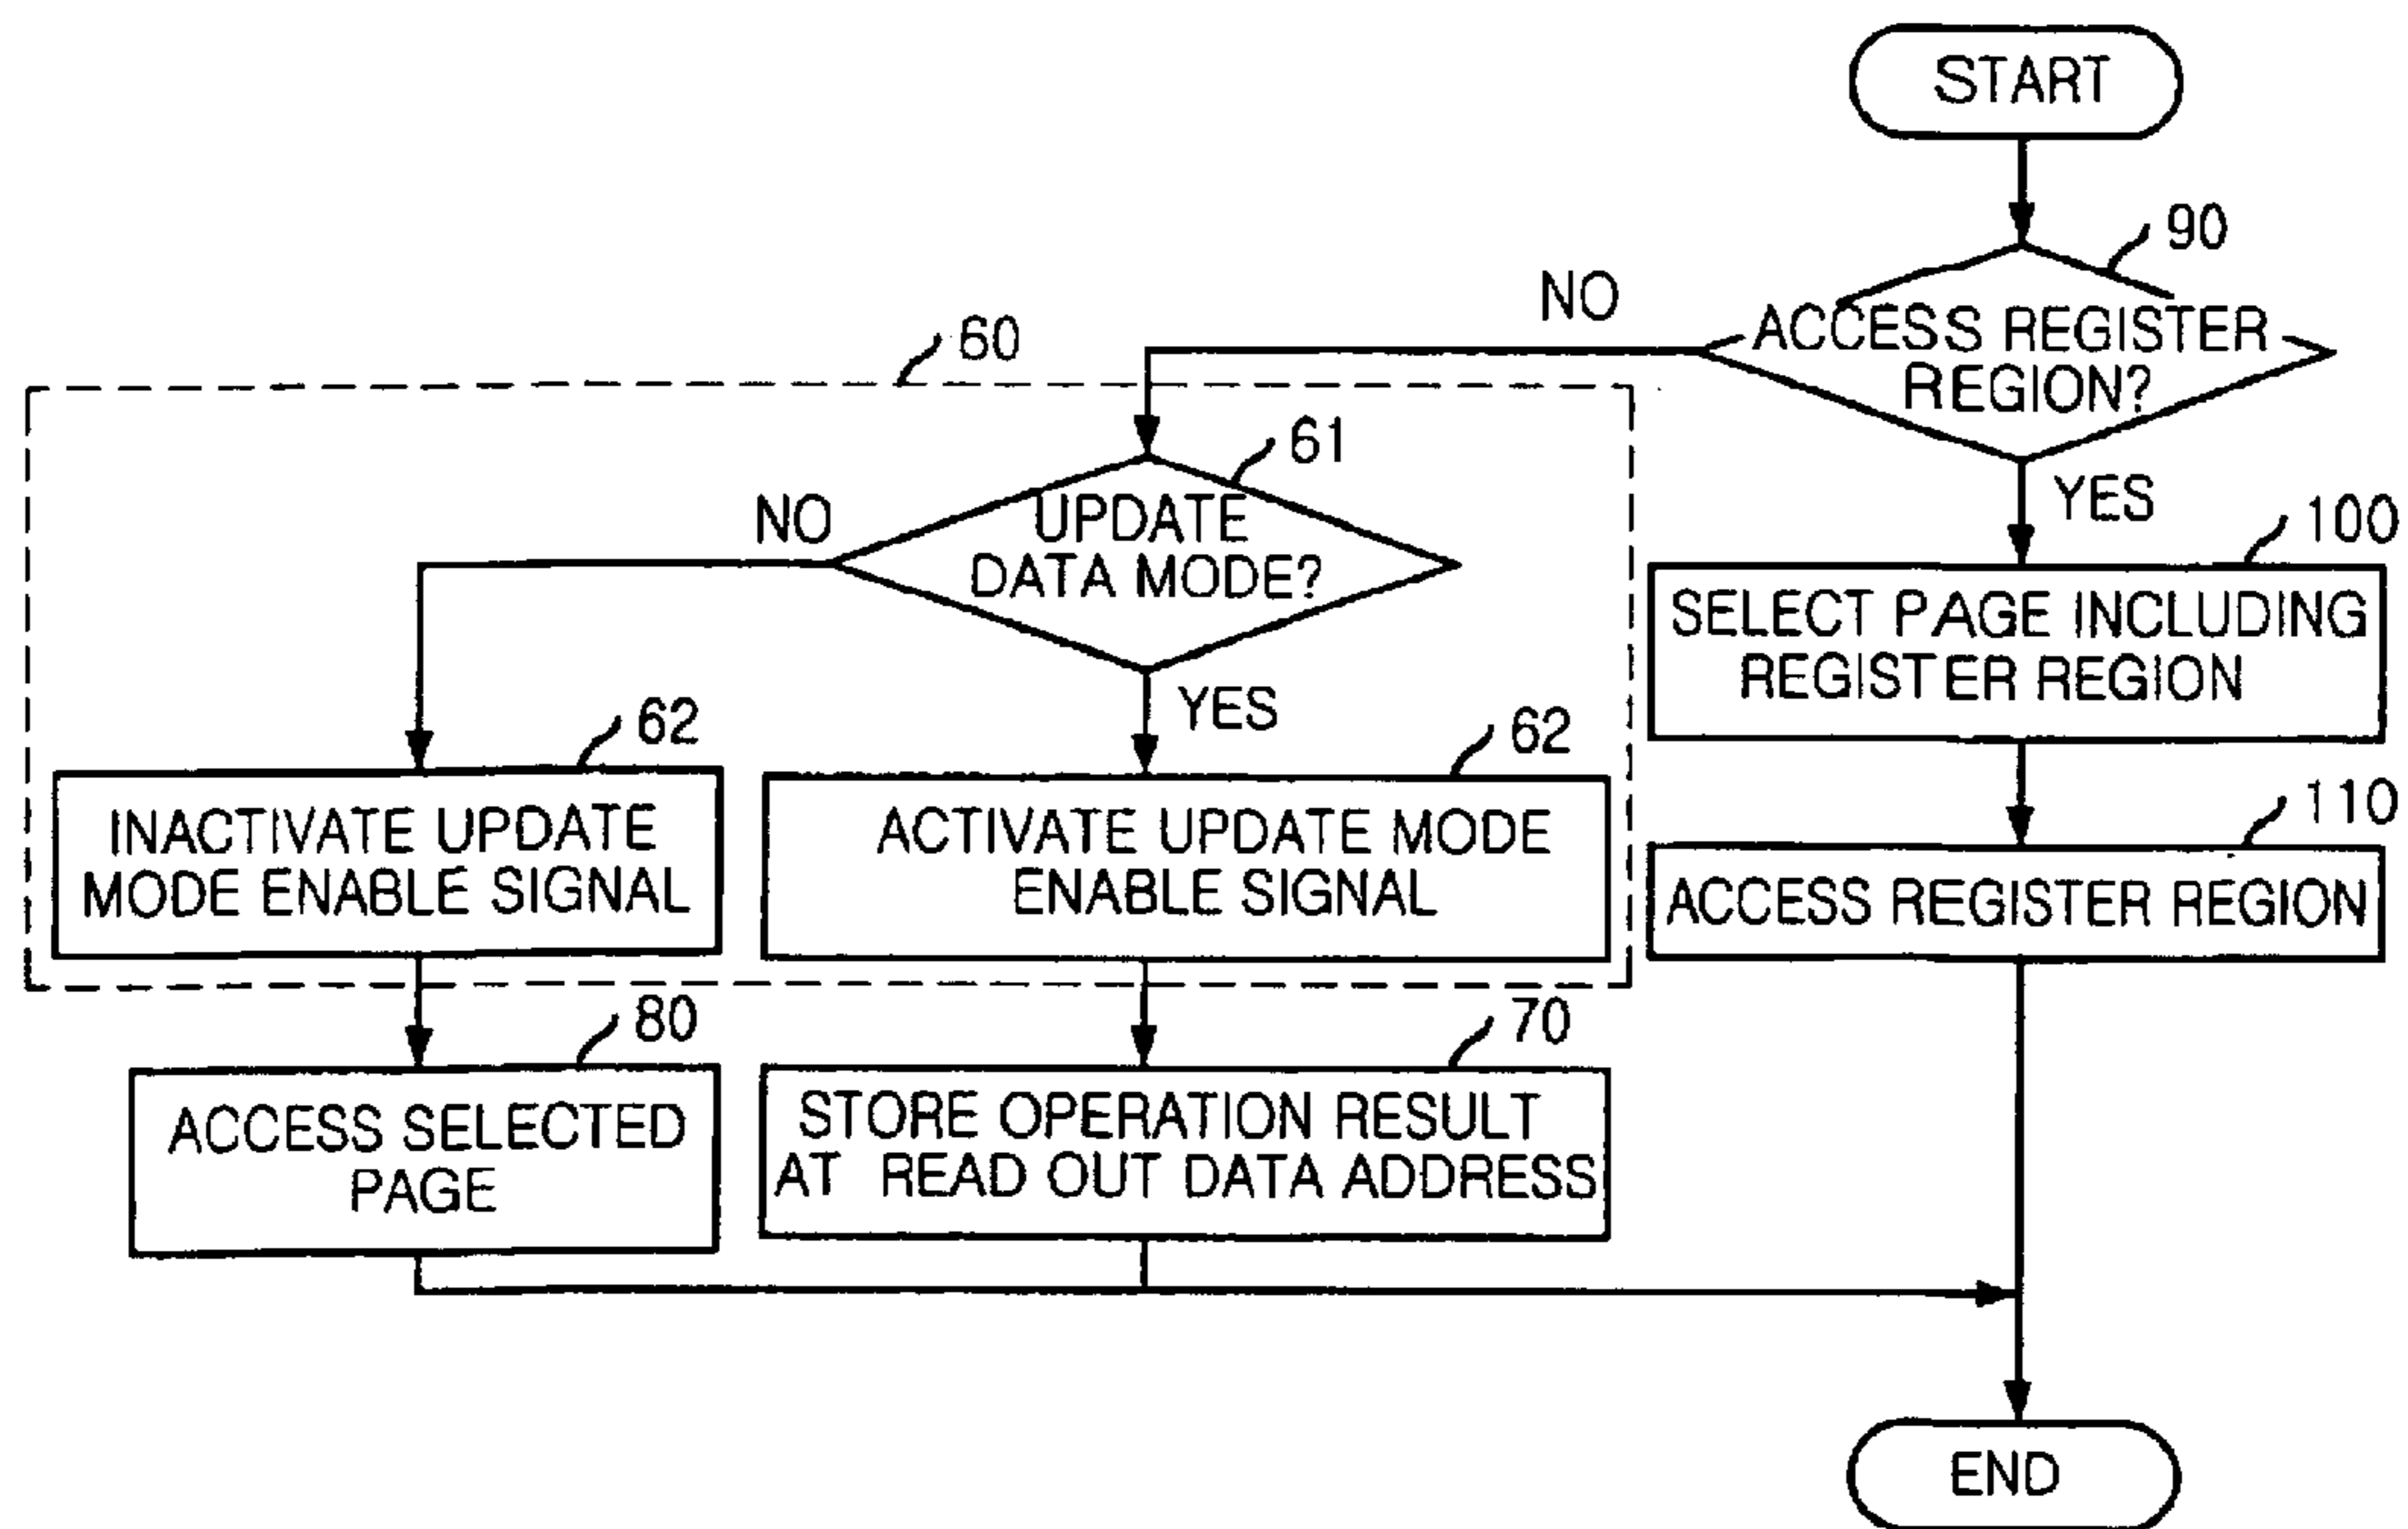 START
90
ACCESS REGISTER
REGION?
NO
YES
60
61
UPDATE
DATA MODE?
NO
YES
100
SELECT PAGE INCLUDING
REGISTER REGION
62
INACTIVATE UPDATE
MODE ENABLE SIGNAL
62
ACTIVATE UPDATE MODE
ENABLE SIGNAL
110
ACCESS REGISTER REGION
80
ACCESS SELECTED
PAGE
70
STORE OPERATION RESULT
AT READ OUT DATA ADDRESS
END